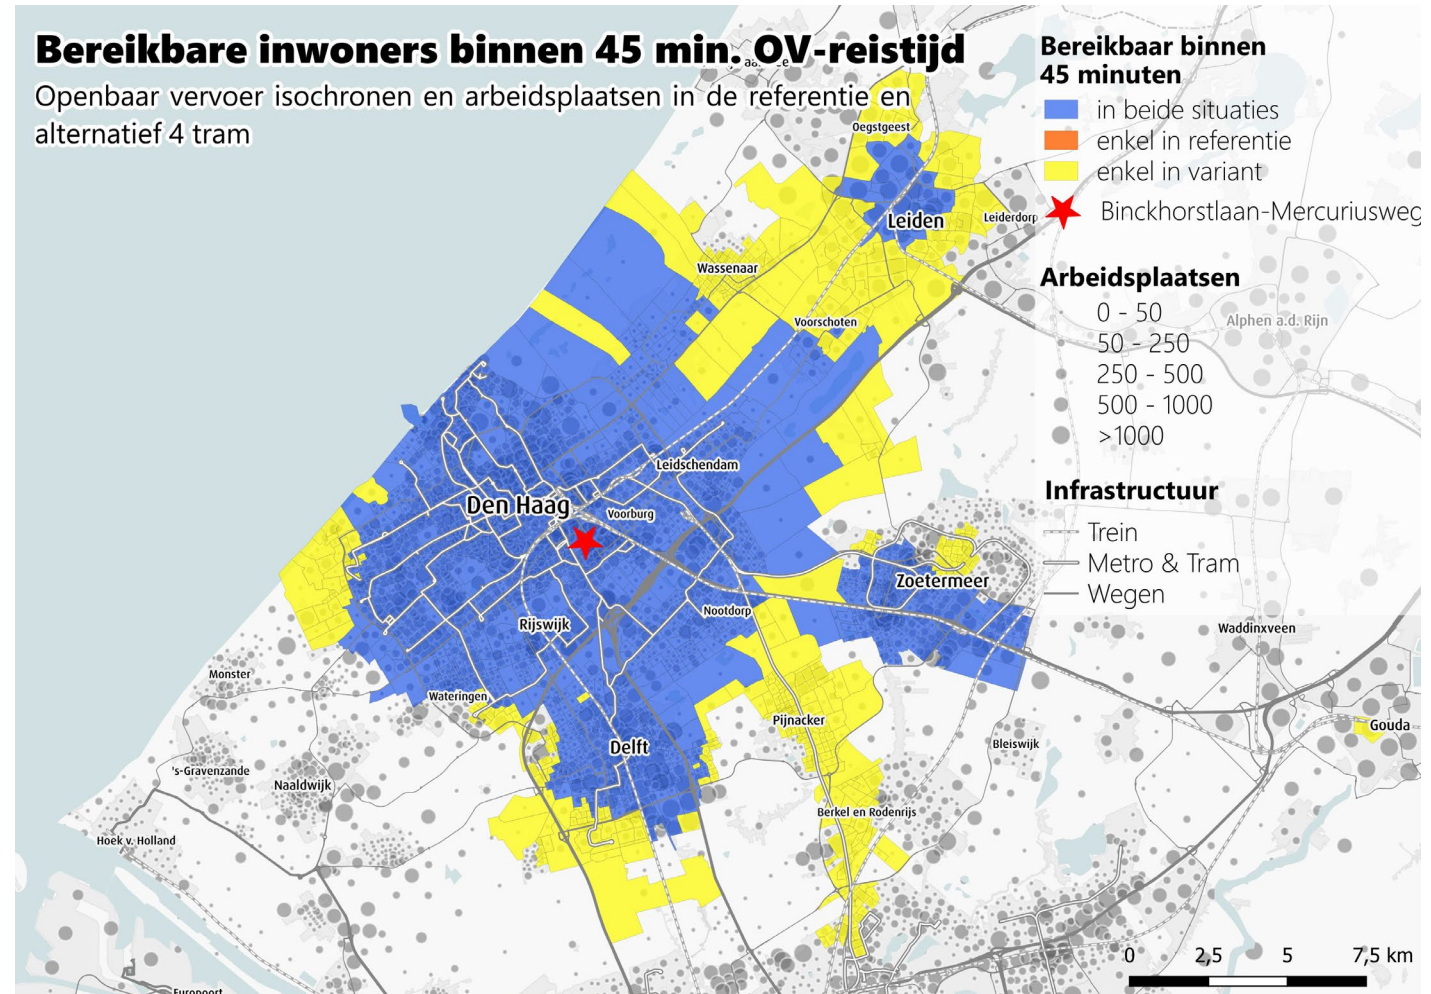 Bereikbare inwoners binnen 45 min. OV-reistijd
Openbaar vervoer isochronen en arbeidsplaatsen in de referentie en
alternatief 4 tram
Bereikbaar binnen
45 minuten
in beide situaties
enkel in referentie
enkel in variant
Binckhorstlaan-Mercuriusweg
Arbeidsplaatsen
0 - 50
50 - 250
250 - 500
500 - 1000
>1000
Infrastructuur
Trein
Metro & Tram
Wegen
Oegstgeest
Leiden
Leiderdorp
Wassenaar
Voorschoten
Alphen a.d. Rijn
Leidschendam
Den Haag
Voorburg
Zoetermeer
Nootdorp
Rijswijk
Waddinxveen
Monster
Wateringen
Pijnacker
Gouda
Delft
Bleiswijk
's-Gravenzande
Naaldwijk
Berkel en Rodenrijs
Hoek v. Holland
Europoort
0 2,5 5 7,5 km